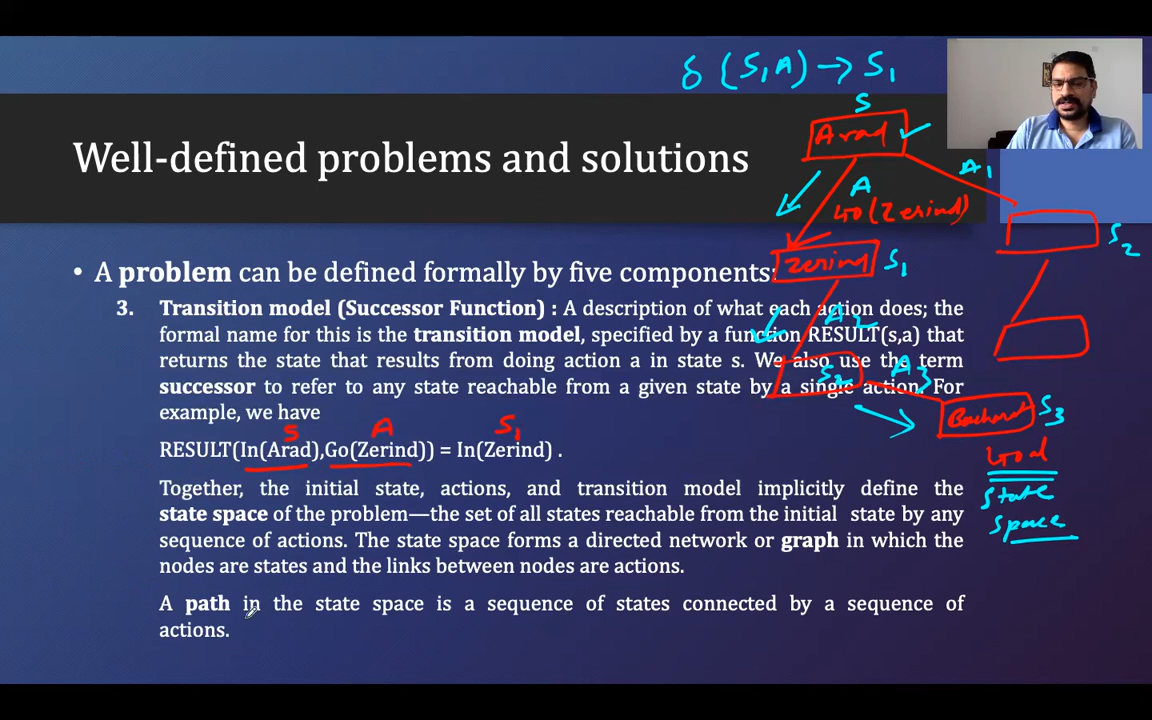 δ (S,A) → S1
S
Arad
A1
A
Go(Zerind)
Zerind S1
S2
A2
S2
A3
S3
Goal
State
Space
Well-defined problems and solutions
• A problem can be defined formally by five components:
3. Transition model (Successor Function) : A description of what each action does; the
formal name for this is the transition model, specified by a function RESULT(s,a) that
returns the state that results from doing action a in state s. We also use the term
successor to refer to any state reachable from a given state by a single action. For
example, we have
S A S1
RESULT(In(Arad),Go(Zerind)) = In(Zerind) .
Together, the initial state, actions, and transition model implicitly define the
state space of the problem—the set of all states reachable from the initial state by any
sequence of actions. The state space forms a directed network or graph in which the
nodes are states and the links between nodes are actions.
A path in the state space is a sequence of states connected by a sequence of
actions.